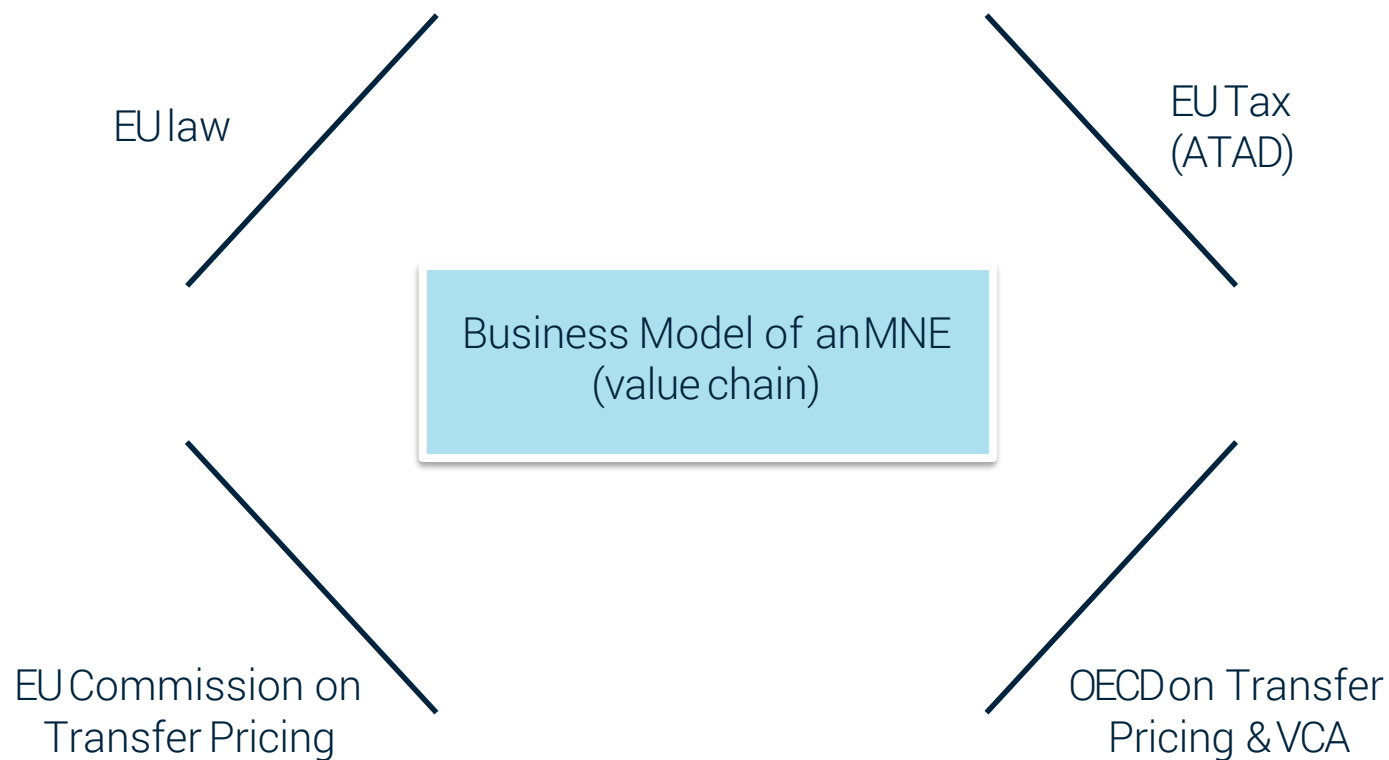 EU law
EU Tax
(ATAD)
Business Model of an MNE
(value chain)
EU Commission on
Transfer Pricing
OECD on Transfer
Pricing & VCA